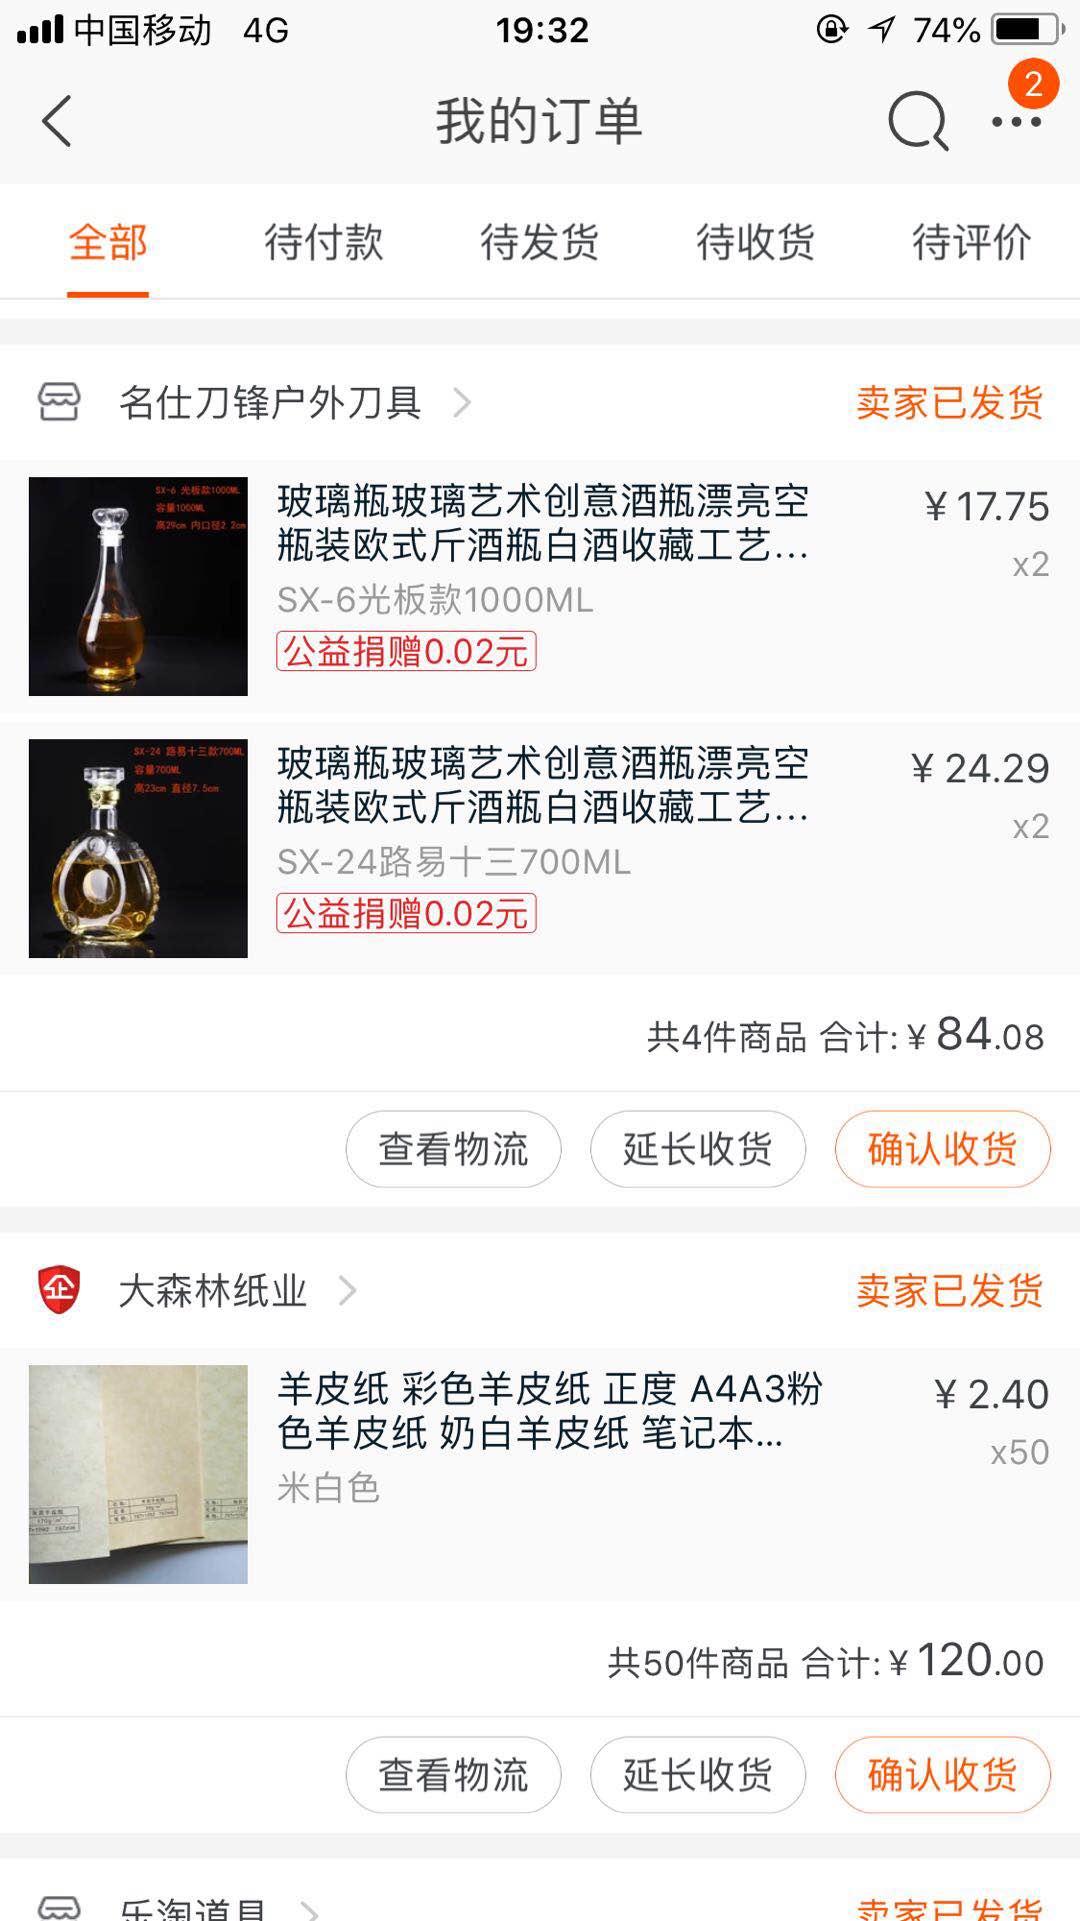 中国移动 4G 19:32 74%
我的订单
2
全部 待付款 待发货 待收货 待评价
名仕刀锋户外刀具 卖家已发货
SX-6 光板款1000ML
容量1000ML
高29cm 内口径2.2cm
玻璃瓶玻璃艺术创意酒瓶漂亮空 ¥17.75
瓶装欧式斤酒瓶白酒收藏工艺... x2
SX-6光板款1000ML
公益捐赠0.02元
SX-24 路易十三款700ML
容量700ML
高23cm 直径7.5cm
玻璃瓶玻璃艺术创意酒瓶漂亮空 ¥24.29
瓶装欧式斤酒瓶白酒收藏工艺... x2
SX-24路易十三700ML
公益捐赠0.02元
共4件商品 合计:¥84.08
查看物流 延长收货 确认收货
企 大森林纸业 卖家已发货
羊皮纸 彩色羊皮纸 正度 A4A3粉 ¥2.40
色羊皮纸 奶白羊皮纸 笔记本... x50
米白色
共50件商品 合计:¥120.00
查看物流 延长收货 确认收货
乐淘道具 卖家已发货